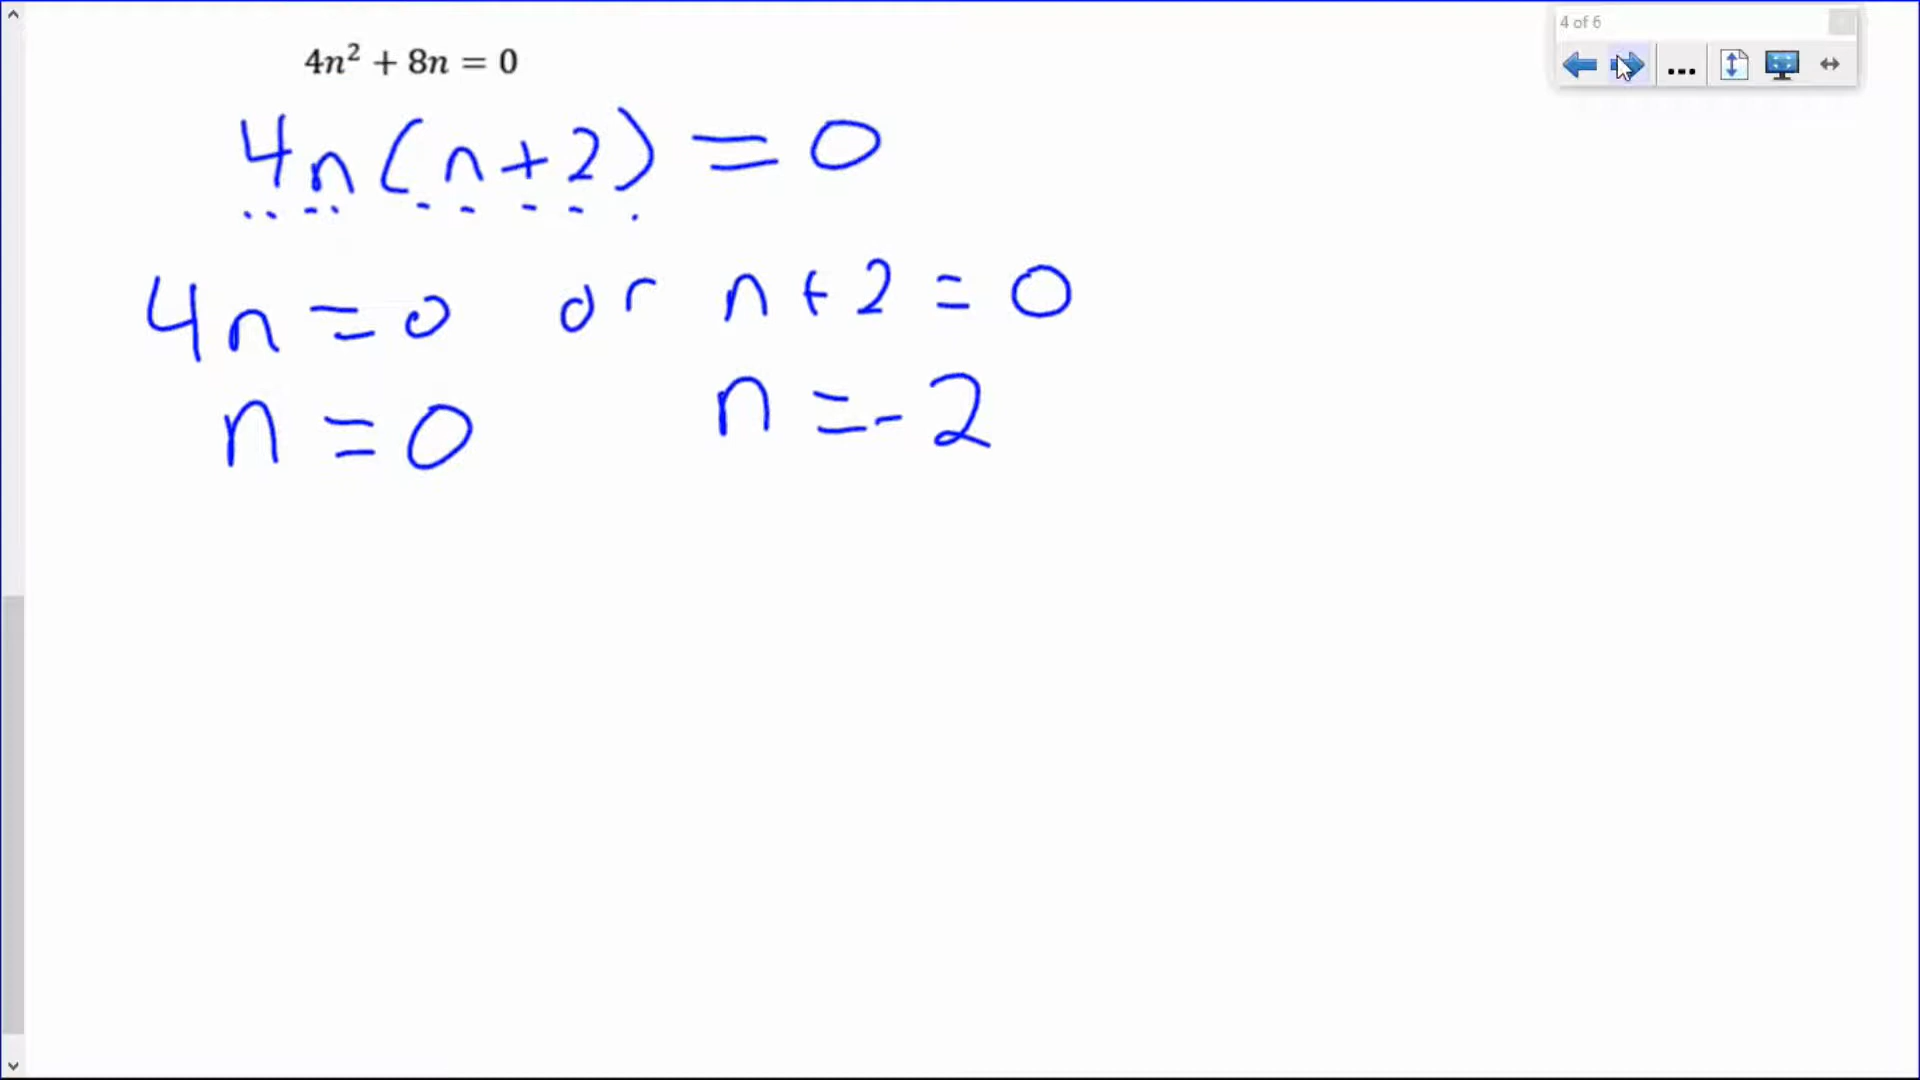 4 of 6
4n² + 8n = 0
4n(n+2) = 0
4n = 0 or n + 2 = 0
n = 0 n = -2